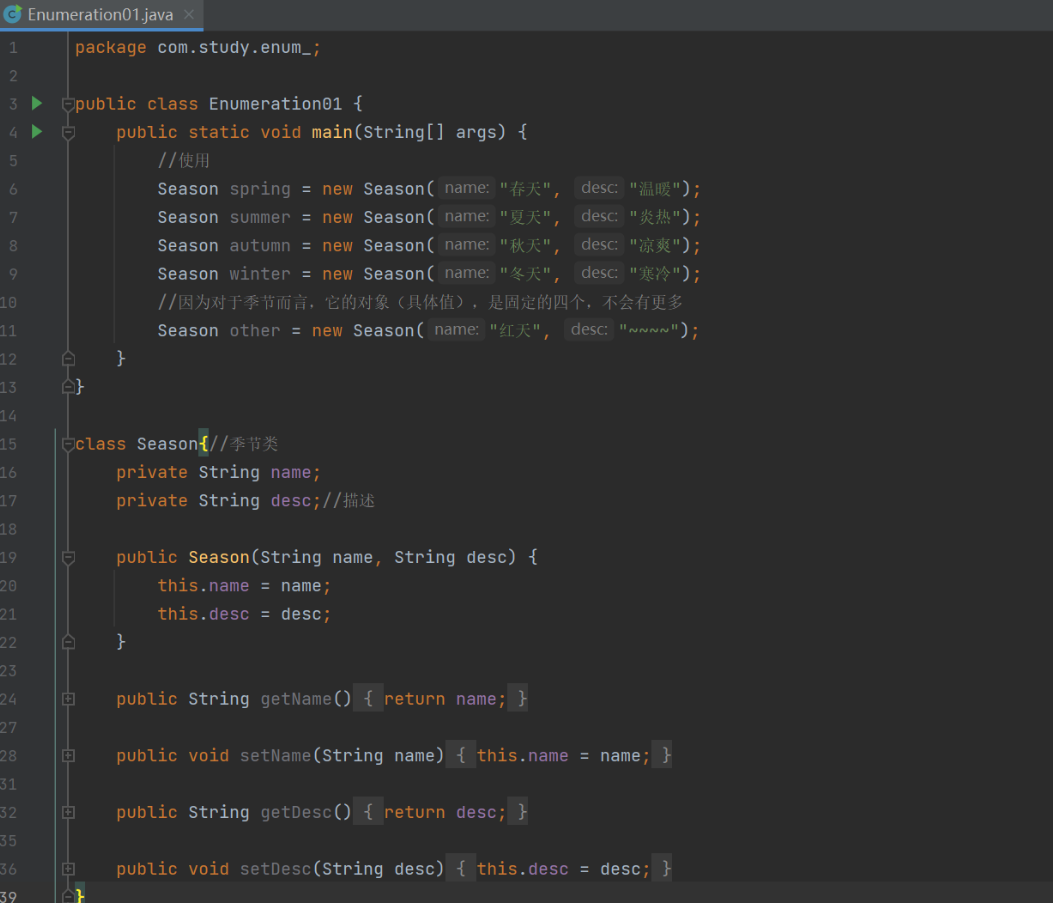 Enumeration01.java
1 package com.study.enum_;
2
3 public class Enumeration01 {
4 public static void main(String[] args) {
5 //使用
6 Season spring = new Season( name: "春天", desc: "温暖");
7 Season summer = new Season( name: "夏天", desc: "炎热");
8 Season autumn = new Season( name: "秋天", desc: "凉爽");
9 Season winter = new Season( name: "冬天", desc: "寒冷");
10 //因为对于季节而言，它的对象（具体值），是固定的四个，不会有更多
11 Season other = new Season( name: "红天", desc: "~~~~");
12 }
13 }
14
15 class Season{//季节类
16 private String name;
17 private String desc;//描述
18
19 public Season(String name, String desc) {
20 this.name = name;
21 this.desc = desc;
22 }
23
24 public String getName() { return name; }
27
28 public void setName(String name) { this.name = name; }
31
32 public String getDesc() { return desc; }
35
36 public void setDesc(String desc) { this.desc = desc; }
39 }